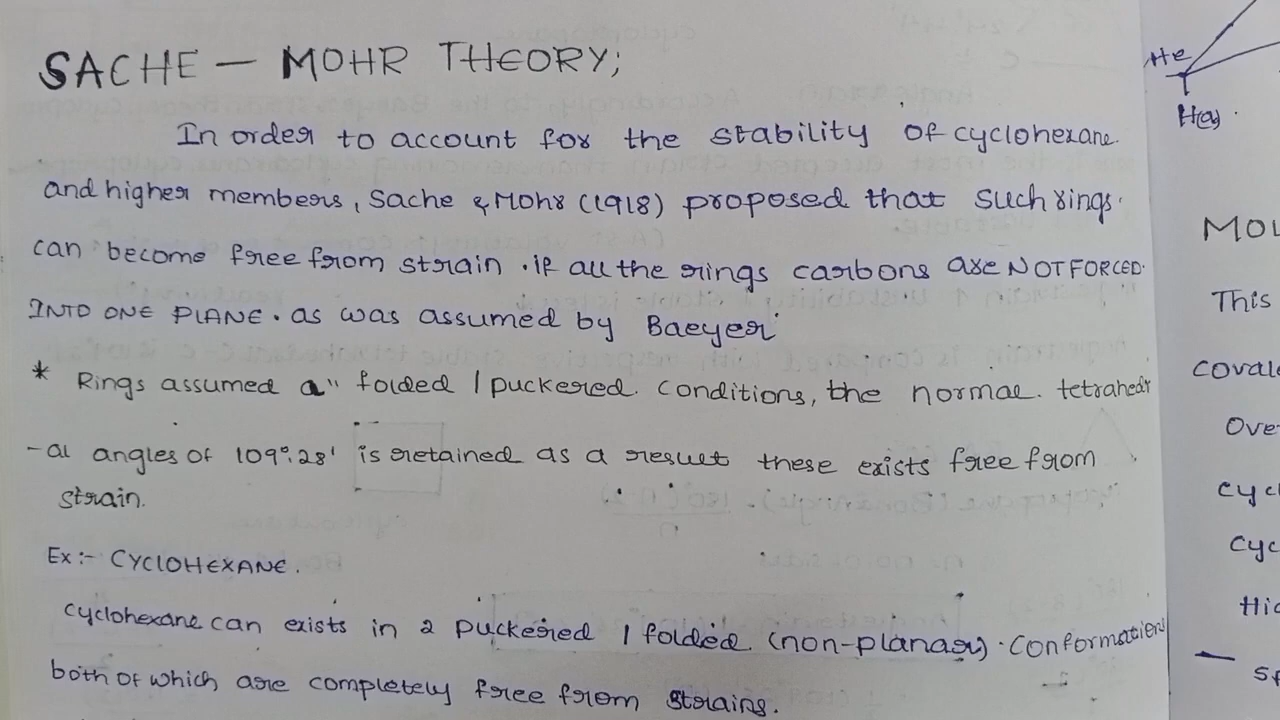 SACHE - MOHR THEORY;
In order to account for the stability of cyclohexane
and higher members, Sache & Mohr (1918) proposed that such rings.
can become free from strain. if all the rings carbons are NOT FORCED.
INTO ONE PLANE. as was assumed by Baeyer
* Rings assumed a" folded / puckered. conditions, the normal. tetrahedr
-al angles of 109°.28' is retained as a result these exists free from
strain.
Ex:- CYCLOHEXANE.
cyclohexane can exists in 2 puckered / folded. (non-planar). conformation
both of which are completely free from strains.
He
H(a).
MOL
This
covale
Ove
cycl
cyc
Hig